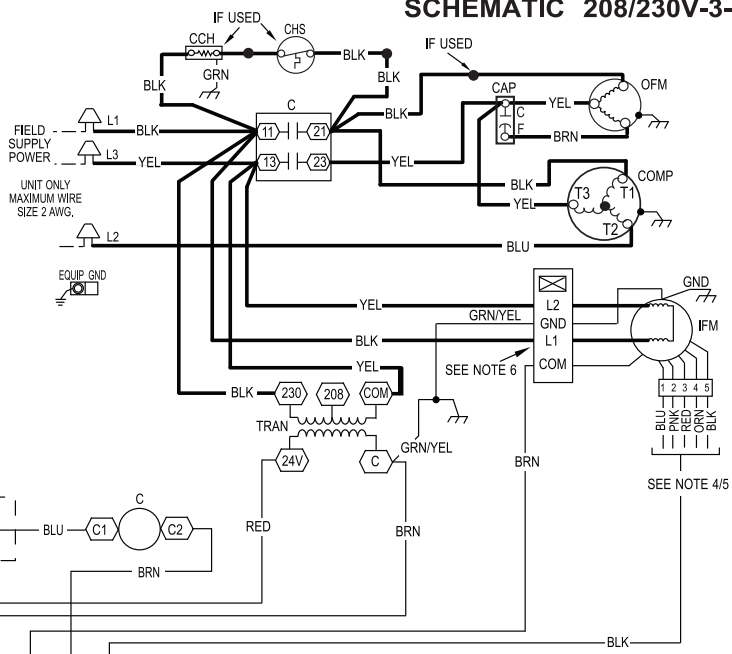 SCHEMATIC 208/230V-3-
IF USED
CCH
CHS
BLK
IF USED
GRN
BLK
BLK
CAP
OFM
C
BLK
YEL
C
L1
BLK
11
21
F
BRN
FIELD
SUPPLY
POWER
L3
YEL
13
23
YEL
COMP
UNIT ONLY
MAXIMUM WIRE
SIZE 2 AWG.
BLK
T3
T1
YEL
T2
L2
BLU
EQUIP GND
GND
YEL
L2
GRN/YEL
GND
IFM
BLK
L1
SEE NOTE 6
COM
YEL
BLK
230
208
COM
1 2 3 4 5
TRAN
BLU
PNK
RED
ORN
BLK
24V
C
GRN/YEL
BRN
SEE NOTE 4/5
C
BLU
C1
C2
RED
BRN
BRN
BLK